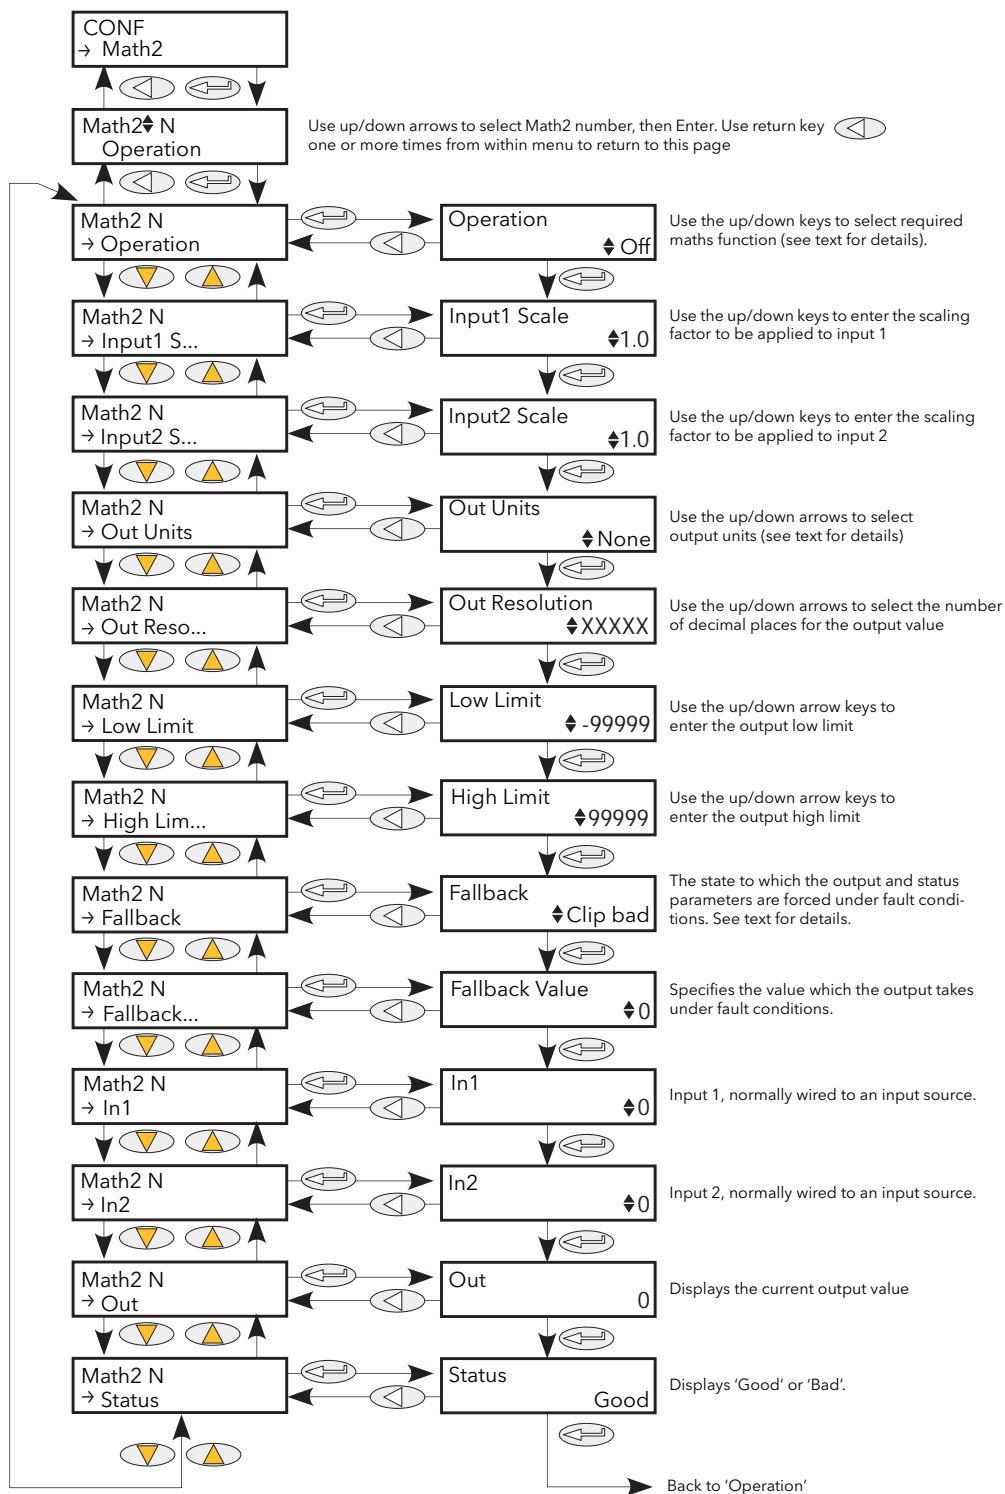 CONF
→ Math2
Math2 N
Operation
Use up/down arrows to select Math2 number, then Enter. Use return key
one or more times from within menu to return to this page
Math2 N
→ Operation
Operation
Off
Use the up/down keys to select required
maths function (see text for details).
Math2 N
→ Input1 S...
Input1 Scale
1.0
Use the up/down keys to enter the scaling
factor to be applied to input 1
Math2 N
→ Input2 S...
Input2 Scale
1.0
Use the up/down keys to enter the scaling
factor to be applied to input 2
Math2 N
→ Out Units
Out Units
None
Use the up/down arrows to select
output units (see text for details)
Math2 N
→ Out Reso...
Out Resolution
XXXXX
Use the up/down arrows to select the number
of decimal places for the output value
Math2 N
→ Low Limit
Low Limit
-99999
Use the up/down arrow keys to
enter the output low limit
Math2 N
→ High Lim...
High Limit
99999
Use the up/down arrow keys to
enter the output high limit
Math2 N
→ Fallback
Fallback
Clip bad
The state to which the output and status
parameters are forced under fault condi-
tions. See text for details.
Math2 N
→ Fallback...
Fallback Value
0
Specifies the value which the output takes
under fault conditions.
Math2 N
→ In1
In1
0
Input 1, normally wired to an input source.
Math2 N
→ In2
In2
0
Input 2, normally wired to an input source.
Math2 N
→ Out
Out
0
Displays the current output value
Math2 N
→ Status
Status
Good
Displays ‘Good’ or ‘Bad’.
Back to ‘Operation’